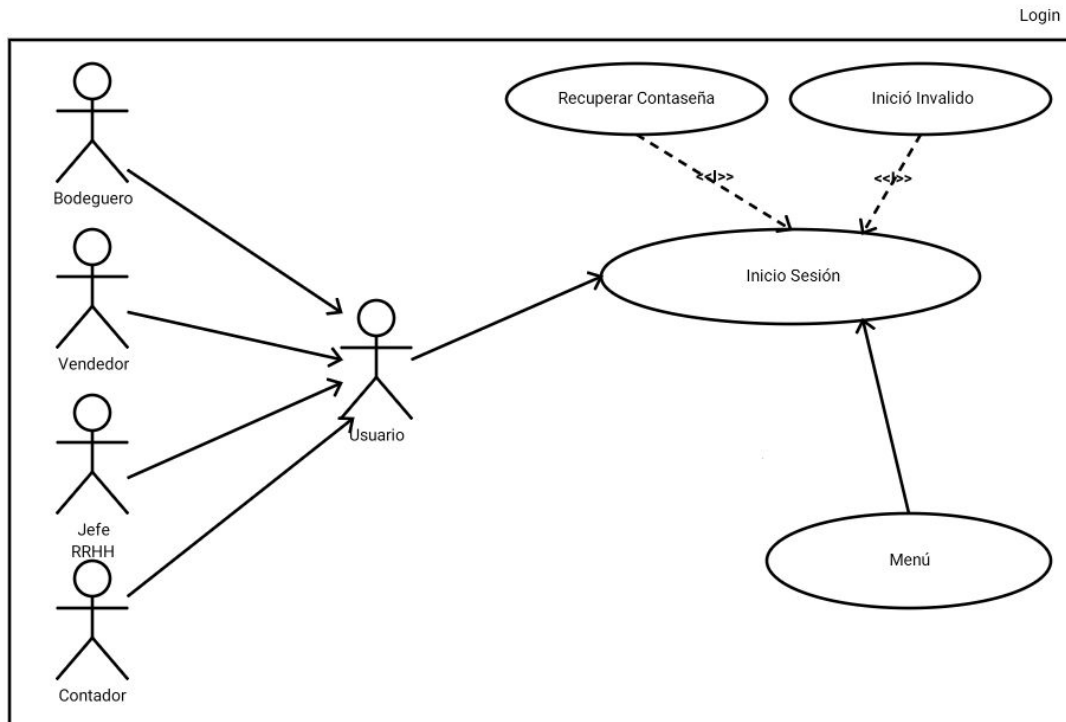 Login
Recuperar Contaseña
Inició Invalido
Bodeguero
<<I>>
<<I>>
Inicio Sesión
Vendedor
Usuario
Jefe
RRHH
Menú
Contador